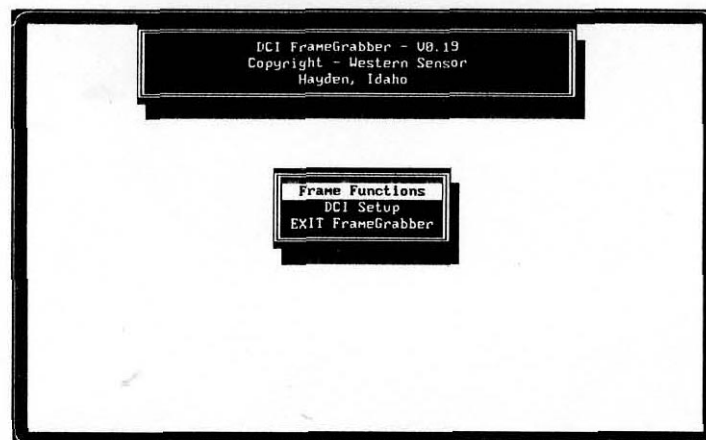 DCI FrameGrabber - V0.19
Copyright - Western Sensor
Hayden, Idaho
Frame Functions
DCI Setup
EXIT FrameGrabber